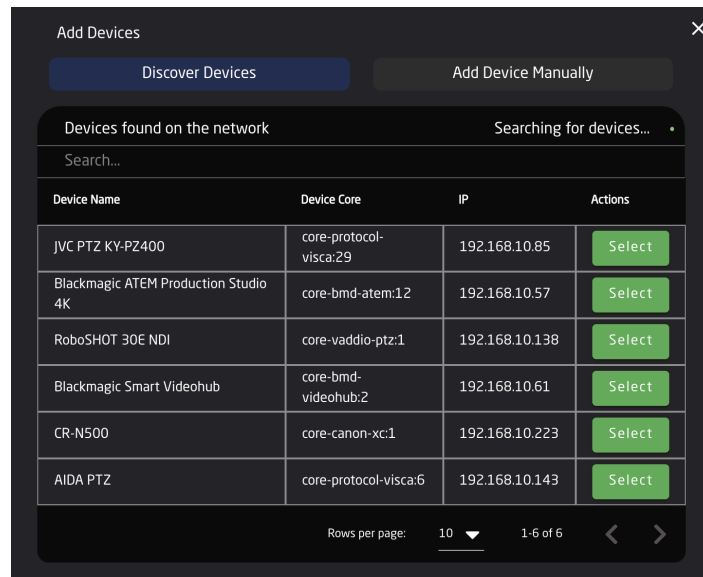 Add Devices
Discover Devices
Add Device Manually
Devices found on the network
Searching for devices...
Search...
Device Name
Device Core
IP
Actions
JVC PTZ KY-PZ400
core-protocol-
visca:29
192.168.10.85
Select
Blackmagic ATEM Production Studio
4K
core-bmd-atem:12
192.168.10.57
Select
RoboSHOT 30E NDI
core-vaddio-ptz:1
192.168.10.138
Select
Blackmagic Smart Videohub
core-bmd-
videohub:2
192.168.10.61
Select
CR-N500
core-canon-xc:1
192.168.10.223
Select
AIDA PTZ
core-protocol-visca:6
192.168.10.143
Select
Rows per page:
10
1-6 of 6